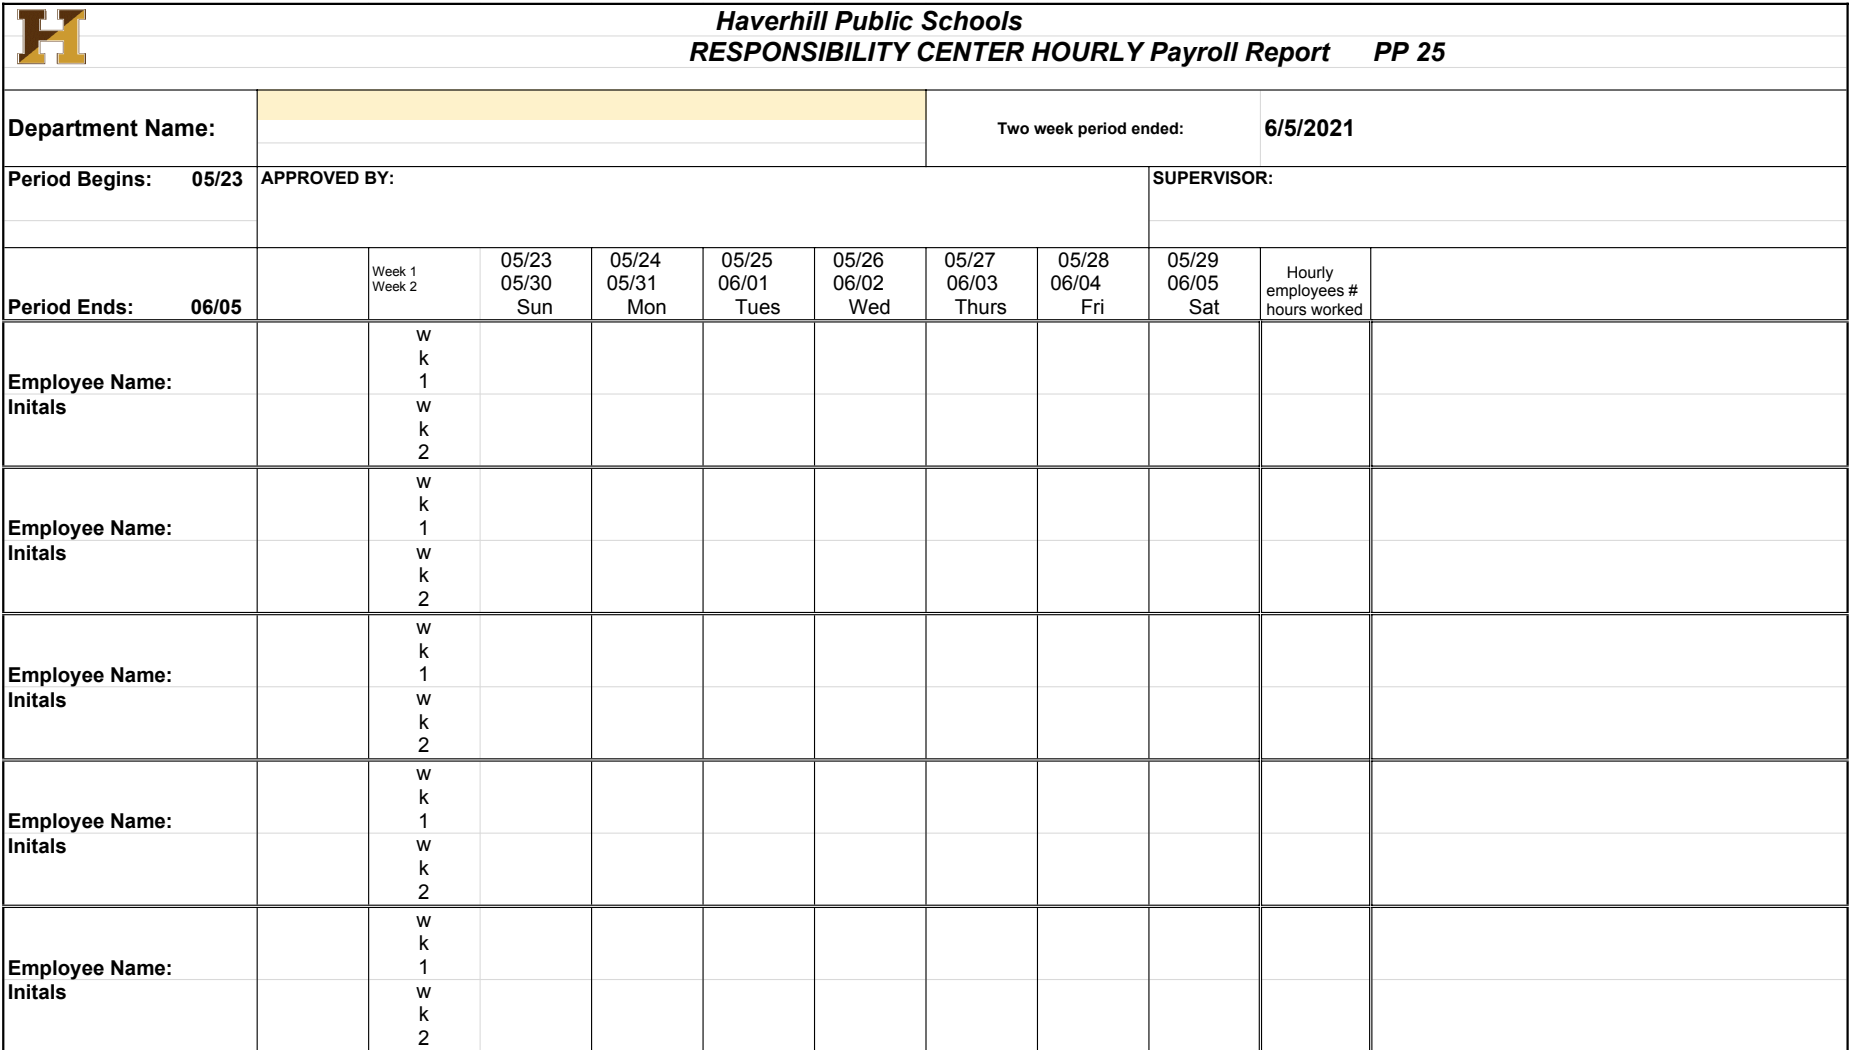 H
Haverhill Public Schools
RESPONSIBILITY CENTER HOURLY Payroll Report PP 25
Department Name:
Two week period ended: 6/5/2021
Period Begins: 05/23 APPROVED BY: SUPERVISOR:
Week 1 05/23 05/24 05/25 05/26 05/27 05/28 05/29 Hourly
Week 2 05/30 05/31 06/01 06/02 06/03 06/04 06/05 employees #
Period Ends: 06/05 Sun Mon Tues Wed Thurs Fri Sat hours worked
w
k
Employee Name: 1
Initals w
k
2
w
k
Employee Name: 1
Initals w
k
2
w
k
Employee Name: 1
Initals w
k
2
w
k
Employee Name: 1
Initals w
k
2
w
k
Employee Name: 1
Initals w
k
2